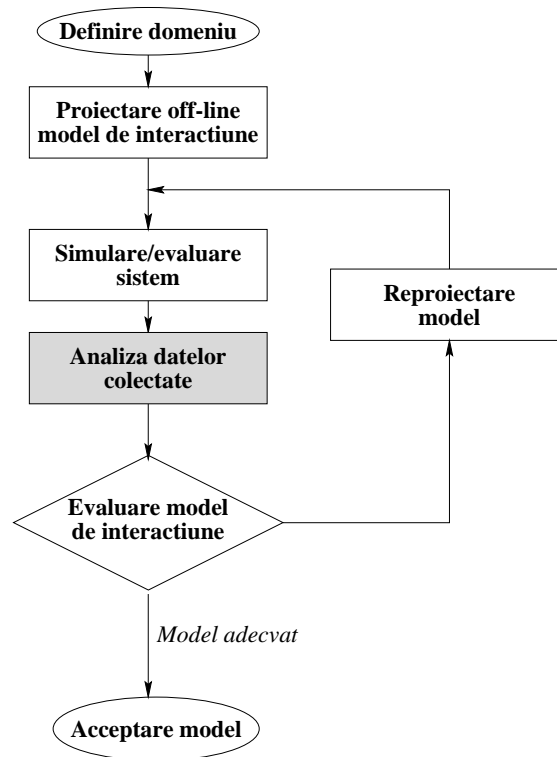 Definire domeniu
Proiectare off-line
model de interactiune
Simulare/evaluare
sistem
Reproiectare
model
Analiza datelor
colectate
Evaluare model
de interactiune
Model adecvat
Acceptare model